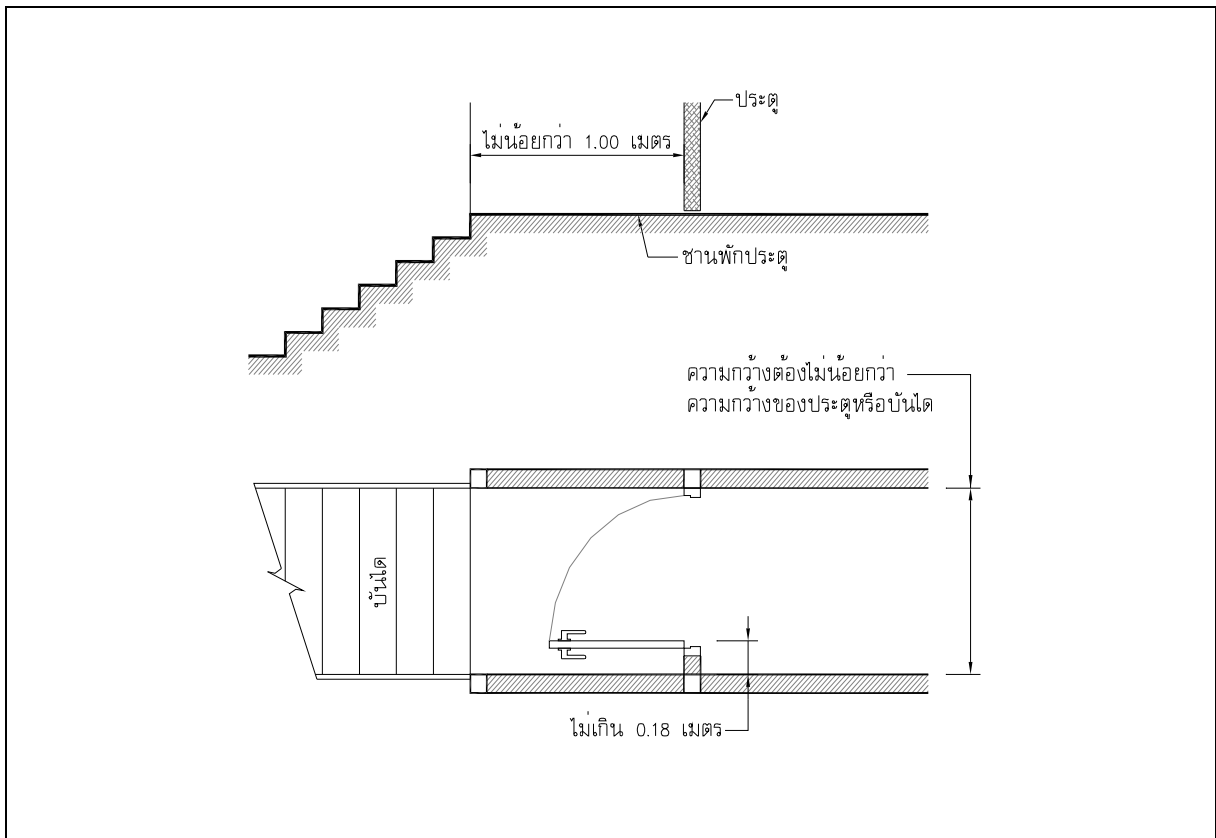 ประตู
ไม่น้อยกว่า 1.00 เมตร
ชานพักประตู
ความกว้างต้องไม่น้อยกว่า
ความกว้างของประตูหรือบันได
บันได
ไม่เกิน 0.18 เมตร